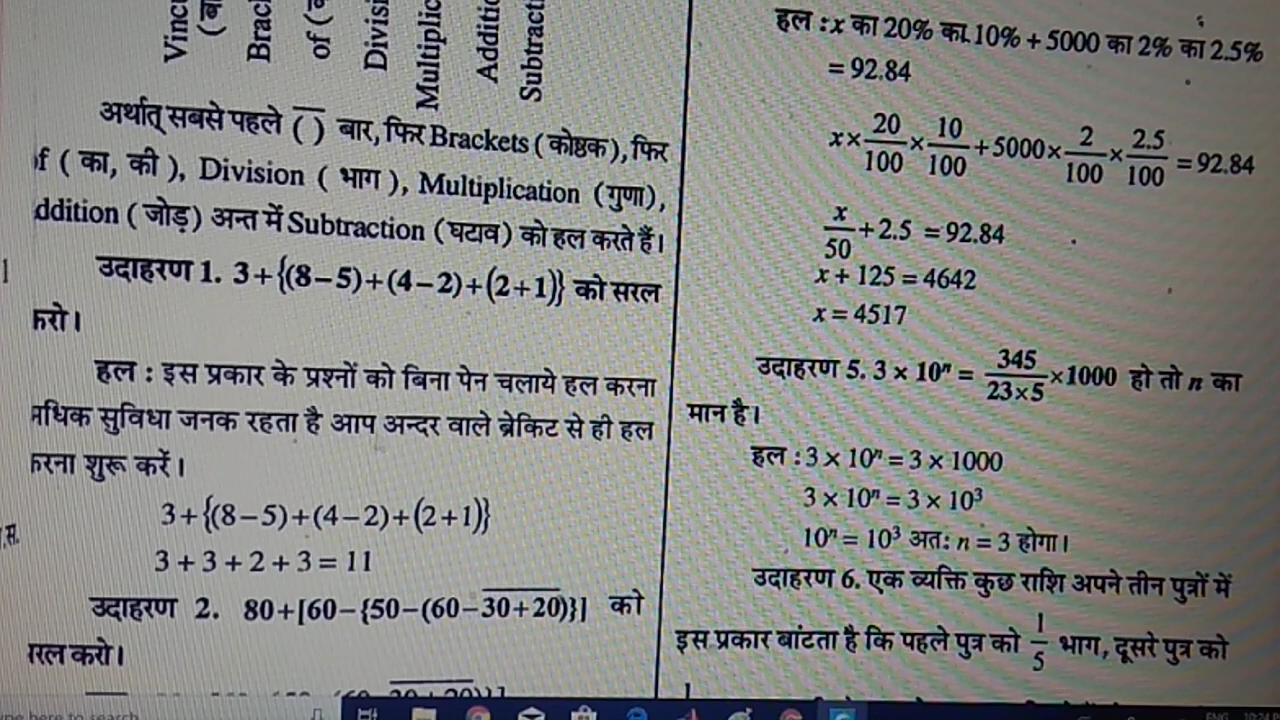 अर्थात् सबसे पहले ( ) बार, फिर Brackets ( कोष्ठक ), फिर
f ( का, की ), Division ( भाग ), Multiplication (गुणा),
ddition ( जोड़ ) अन्त में Subtraction ( घटाव ) को हल करते हैं।
उदाहरण 1. 3+{(8–5)+(4–2)+(2+1)} को सरल
करो।
हल : इस प्रकार के प्रश्नों को बिना पेन चलाये हल करना
अधिक सुविधा जनक रहता है आप अन्दर वाले ब्रेकिट से ही हल
करना शुरू करें।
3+{(8–5)+(4–2)+(2+1)}
3+3+2+3=11
उदाहरण 2. 80+[60–{50–(60–3̅0̅+̅2̅0̅)}] को
सरल करो।
हल : x का 20% का 10% + 5000 का 2% का 2.5%
= 92.84
x × 20/100 × 10/100 + 5000 × 2/100 × 2.5/100 = 92.84
x/50 + 2.5 = 92.84
x + 125 = 4642
x = 4517
उदाहरण 5. 3 × 10ⁿ = 345/23×5 ×1000 हो तो n का
मान है।
हल : 3 × 10ⁿ = 3 × 1000
3 × 10ⁿ = 3 × 10³
10ⁿ = 10³ अतः n = 3 होगा।
उदाहरण 6. एक व्यक्ति कुछ राशि अपने तीन पुत्रों में
इस प्रकार बांटता है कि पहले पुत्र को 1/5 भाग, दूसरे पुत्र को